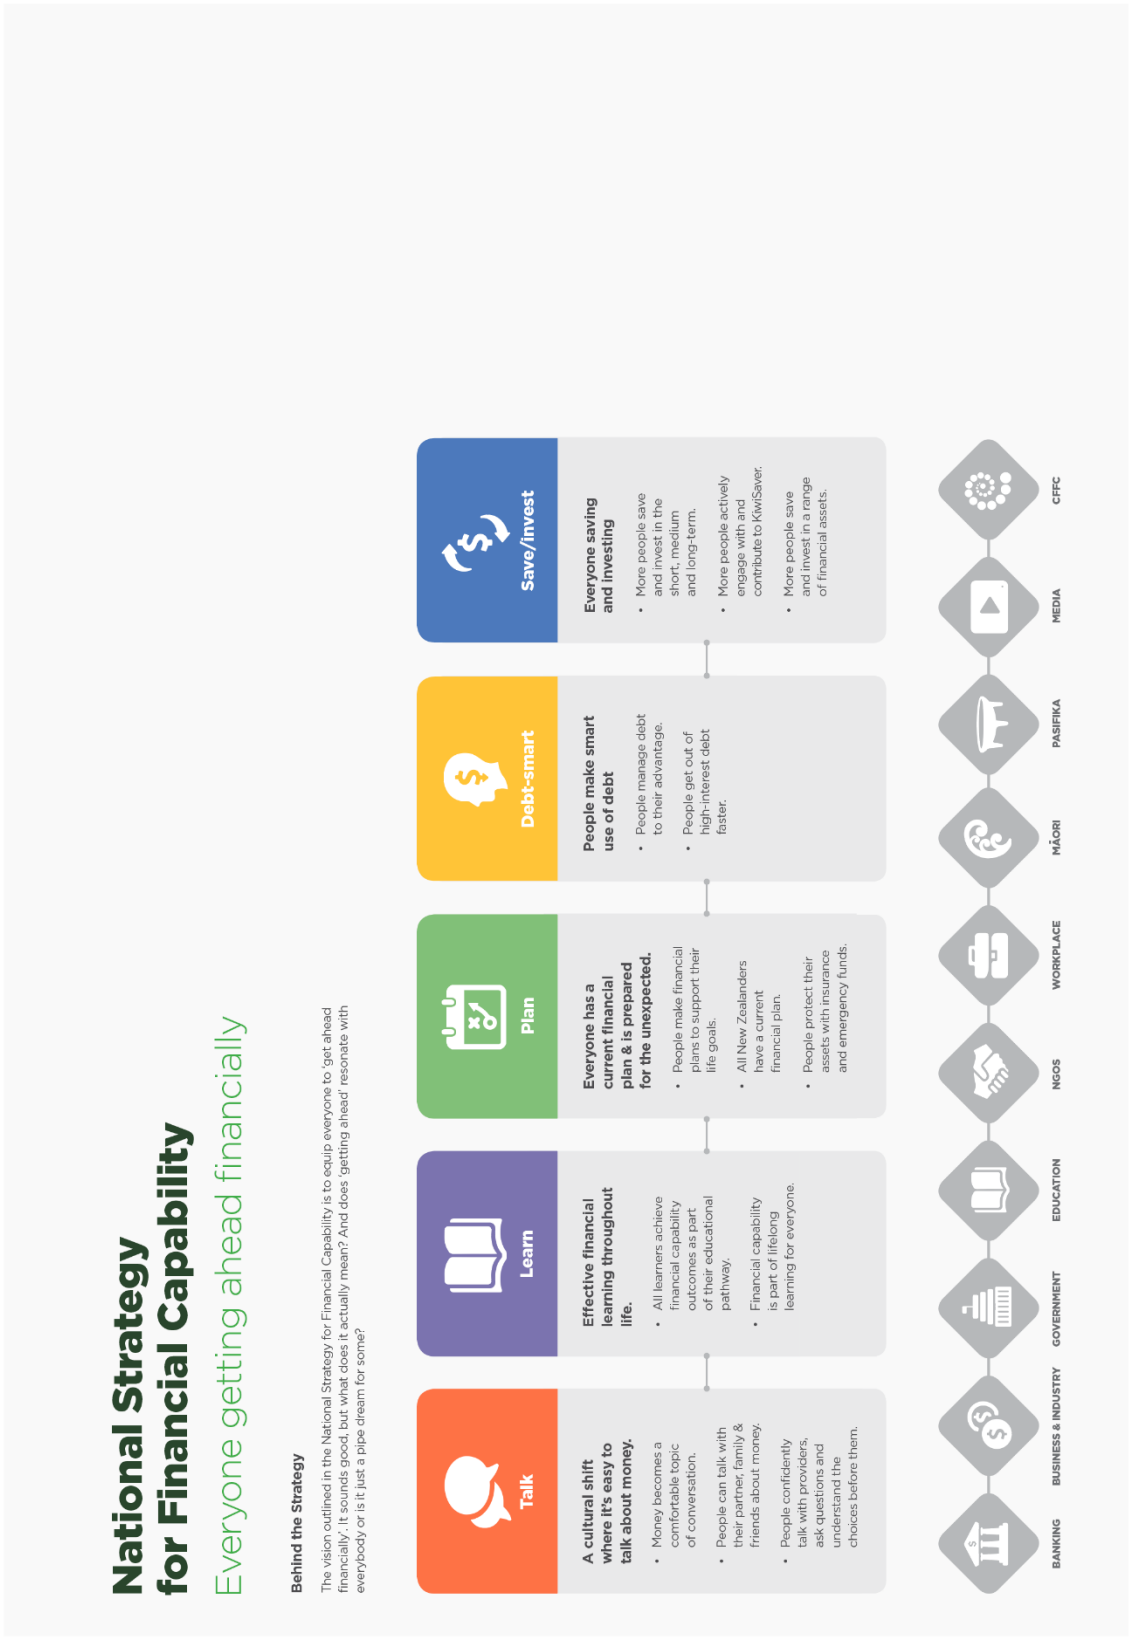 National Strategy
for Financial Capability
Everyone getting ahead financially
Behind the Strategy
The vision outlined in the National Strategy for Financial Capability is to equip everyone to ‘get ahead
financially’. It sounds good, but what does it actually mean? And does ‘getting ahead’ resonate with
everybody or is it just a pipe dream for some?
Talk
A cultural shift
where it’s easy to
talk about money.
• Money becomes a
comfortable topic
of conversation.
• People can talk with
their partner, family &
friends about money.
• People confidently
talk with providers,
ask questions and
understand the
choices before them.
Learn
Effective financial
learning throughout
life.
• All learners achieve
financial capability
outcomes as part
of their educational
pathway.
• Financial capability
is part of lifelong
learning for everyone.
Plan
Everyone has a
current financial
plan & is prepared
for the unexpected.
• People make financial
plans to support their
life goals.
• All New Zealanders
have a current
financial plan.
• People protect their
assets with insurance
and emergency funds.
Debt-smart
People make smart
use of debt
• People manage debt
to their advantage.
• People get out of
high-interest debt
faster.
Save/invest
Everyone saving
and investing
• More people save
and invest in the
short, medium
and long-term.
• More people actively
engage with and
contribute to KiwiSaver.
• More people save
and invest in a range
of financial assets.
BANKING
BUSINESS & INDUSTRY
GOVERNMENT
EDUCATION
NGOS
WORKPLACE
MĀORI
PASIFIKA
MEDIA
CFFC